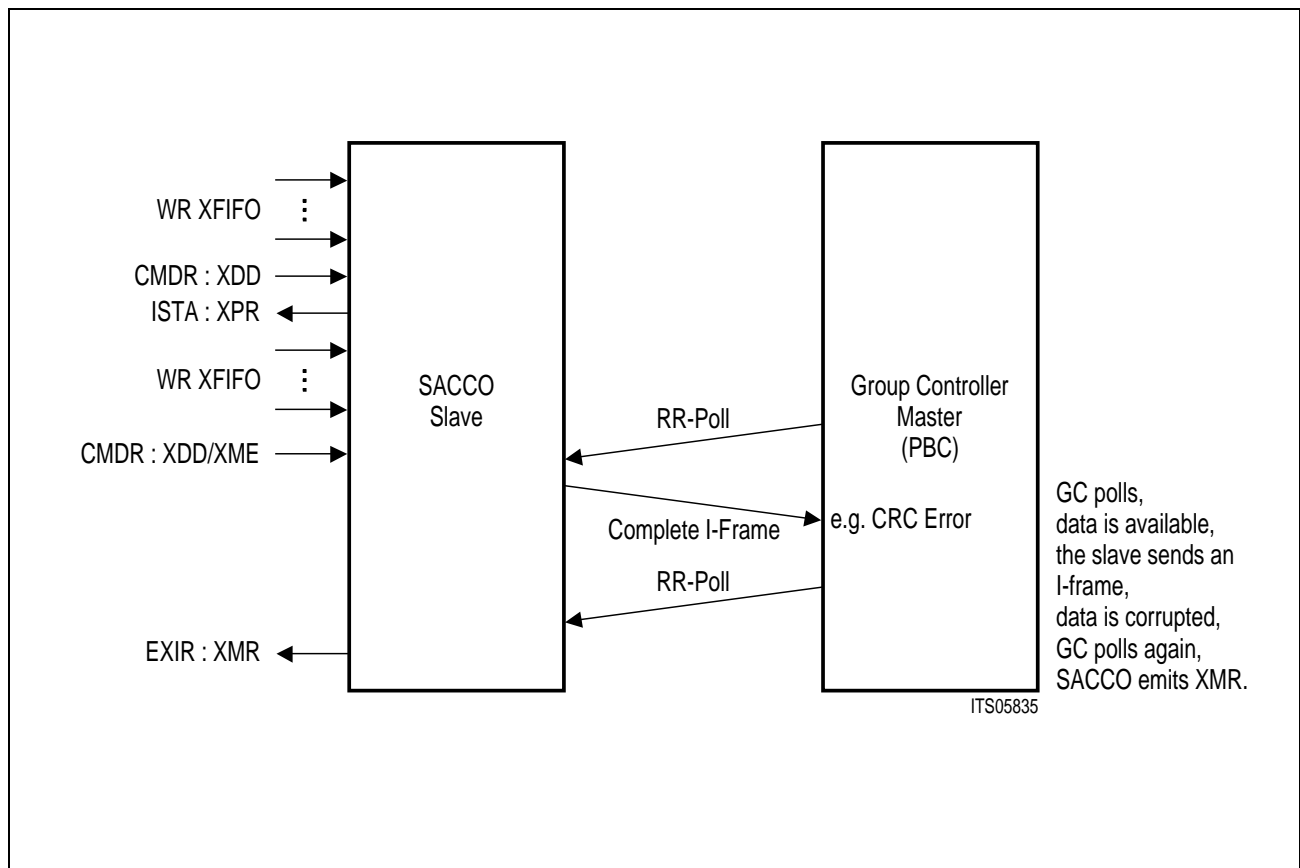 WR XFIFO
CMDR : XDD
ISTA : XPR
WR XFIFO
CMDR : XDD/XME
EXIR : XMR
SACCO
Slave
RR-Poll
Complete I-Frame
RR-Poll
Group Controller
Master
(PBC)
e.g. CRC Error
GC polls,
data is available,
the slave sends an
I-frame,
data is corrupted,
GC polls again,
SACCO emits XMR.
ITS05835